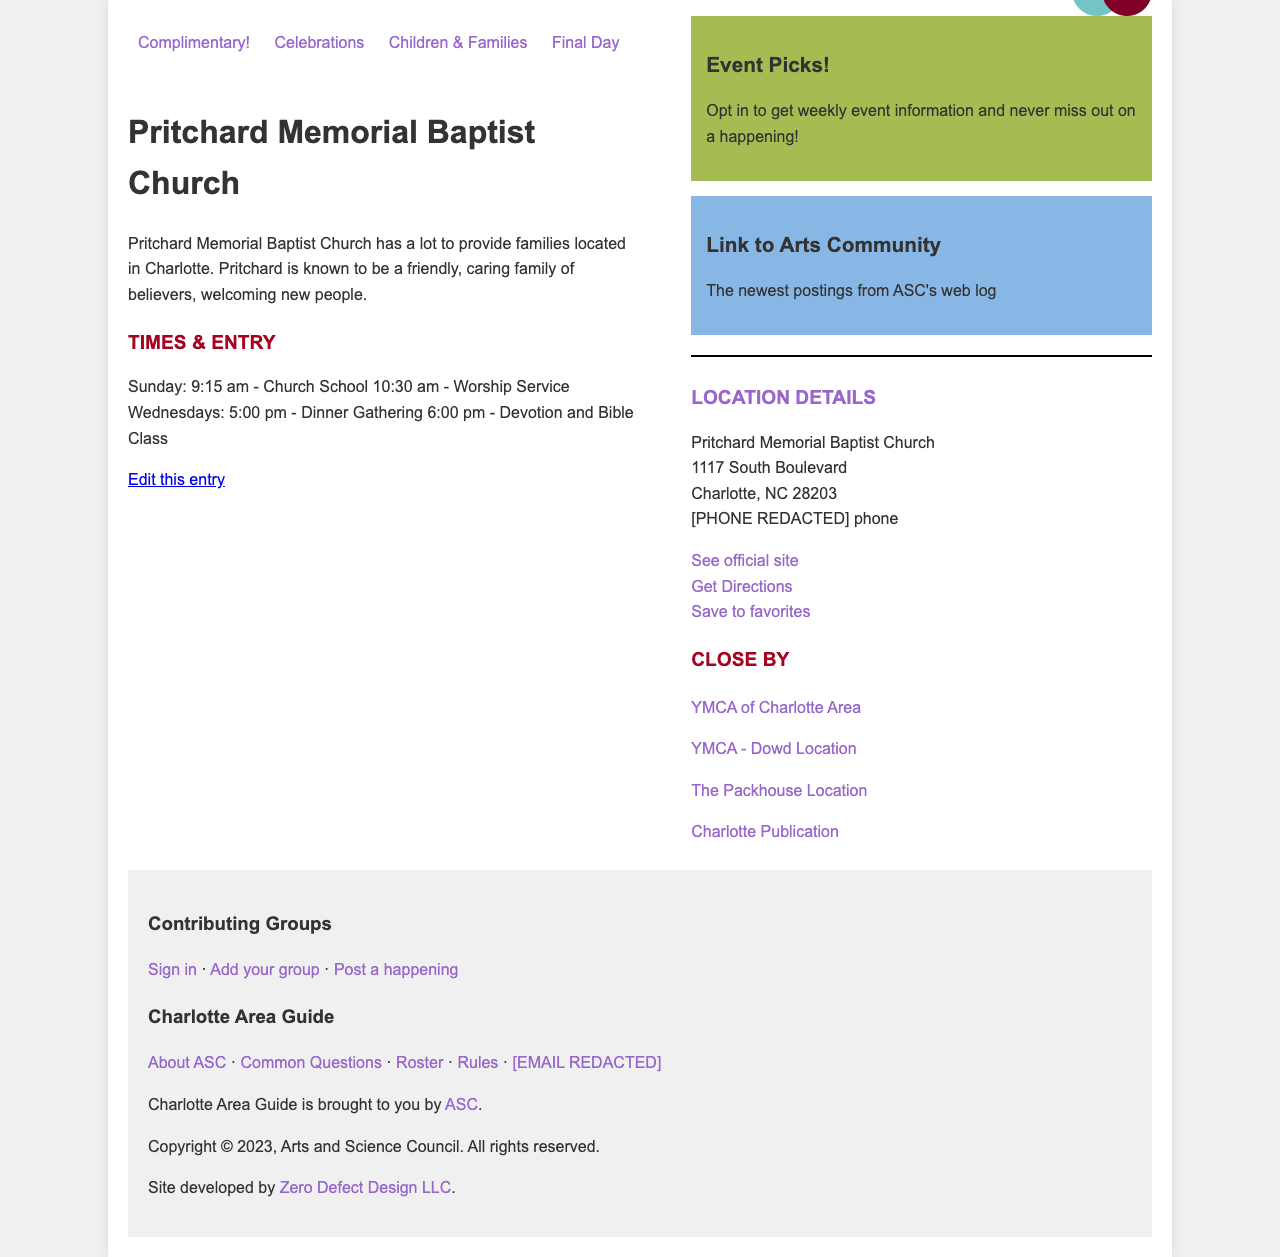 Complimentary! Celebrations Children & Families Final Day
Pritchard Memorial Baptist
Church
Pritchard Memorial Baptist Church has a lot to provide families located
in Charlotte. Pritchard is known to be a friendly, caring family of
believers, welcoming new people.
TIMES & ENTRY
Sunday: 9:15 am - Church School 10:30 am - Worship Service
Wednesdays: 5:00 pm - Dinner Gathering 6:00 pm - Devotion and Bible
Class
Edit this entry
Event Picks!
Opt in to get weekly event information and never miss out on
a happening!
Link to Arts Community
The newest postings from ASC's web log
LOCATION DETAILS
Pritchard Memorial Baptist Church
1117 South Boulevard
Charlotte, NC 28203
[PHONE REDACTED] phone
See official site
Get Directions
Save to favorites
CLOSE BY
YMCA of Charlotte Area
YMCA - Dowd Location
The Packhouse Location
Charlotte Publication
Contributing Groups
Sign in · Add your group · Post a happening
Charlotte Area Guide
About ASC · Common Questions · Roster · Rules · [EMAIL REDACTED]
Charlotte Area Guide is brought to you by ASC.
Copyright © 2023, Arts and Science Council. All rights reserved.
Site developed by Zero Defect Design LLC.